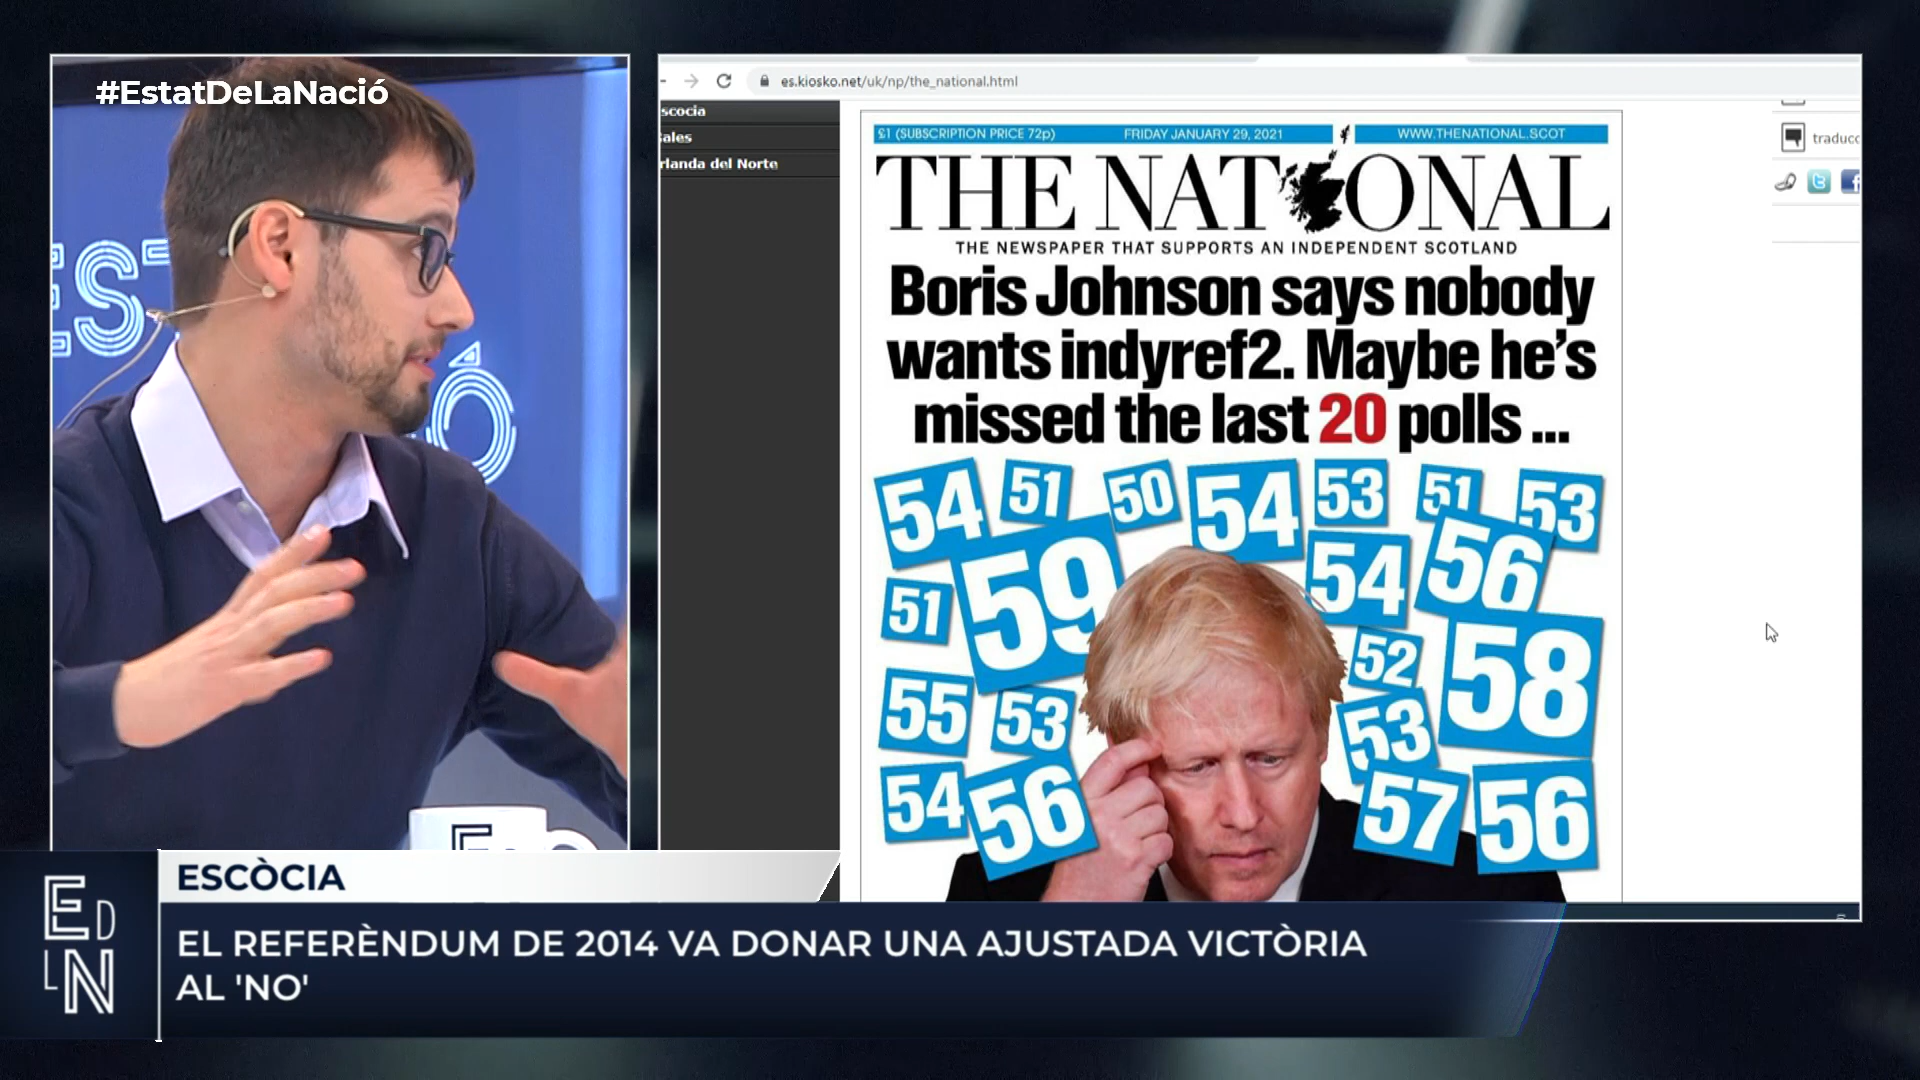 #EstatDeLaNació
es.kiosko.net/uk/np/the_national.html
scocia
ales
rlanda del Norte
traducc
£1 (SUBSCRIPTION PRICE 72p) FRIDAY JANUARY 29, 2021 WWW.THENATIONAL.SCOT
THE NATIONAL
THE NEWSPAPER THAT SUPPORTS AN INDEPENDENT SCOTLAND
Boris Johnson says nobody
wants indyref2. Maybe he's
missed the last 20 polls ...
54 51 50 54 53 51 53
59 54 56
51 52 58
55 53 53
54 56 57 56
EST
Ó
ESCÒCIA
EL REFERÈNDUM DE 2014 VA DONAR UNA AJUSTADA VICTÒRIA
AL 'NO'
ED
LN